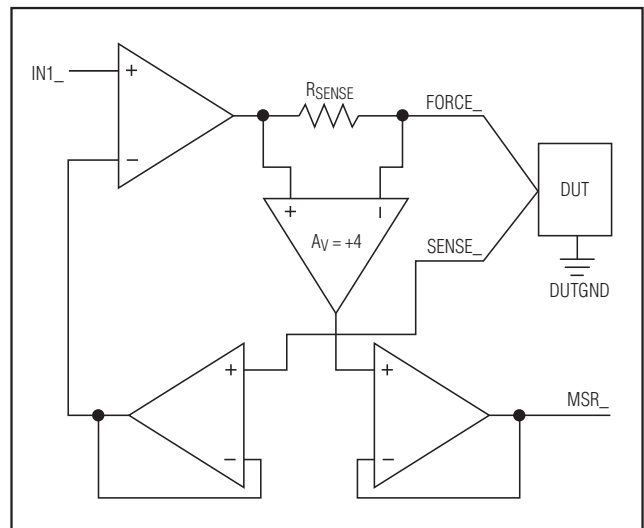 IN1_
+
−
RSENSE
FORCE_
DUT
DUTGND
+
−
AV = +4
SENSE_
+
−
+
−
MSR_